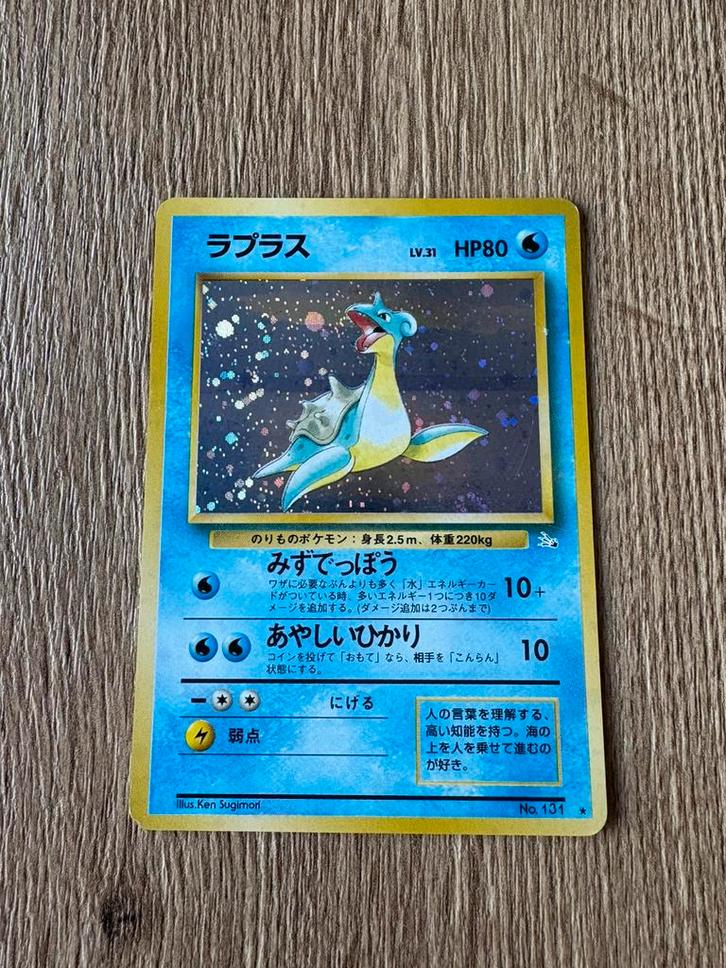 ラプラス LV.31 HP80
のりものポケモン：身長2.5m、体重220kg
みずでっぽう
ワザに必要なぶんよりも多く「水」エネルギーカー
ドがついている時、多いエネルギー1つにつき10ダ
メージを追加する。(ダメージ追加は2つぶんまで)
10+
あやしいひかり
コインを投げて「おもて」なら、相手を「こんらん」
状態にする。
10
にげる
弱点
人の言葉を理解する、
高い知能を持つ。海の
上を人を乗せて進むの
が好き。
Illus.Ken Sugimori
No. 131 ★